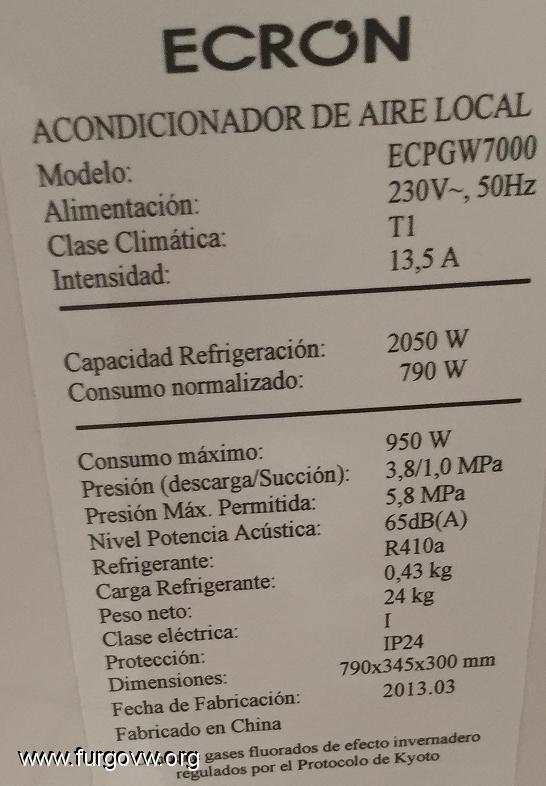 ECRON
ACONDICIONADOR DE AIRE LOCAL
Modelo: ECPGW7000
Alimentación: 230V~, 50Hz
Clase Climática: T1
Intensidad: 13,5 A
Capacidad Refrigeración: 2050 W
Consumo normalizado: 790 W
Consumo máximo: 950 W
Presión (descarga/Succión): 3,8/1,0 MPa
Presión Máx. Permitida: 5,8 MPa
Nivel Potencia Acústica: 65dB(A)
Refrigerante: R410a
Carga Refrigerante: 0,43 kg
Peso neto: 24 kg
Clase eléctrica: I
Protección: IP24
Dimensiones: 790x345x300 mm
Fecha de Fabricación: 2013.03
Fabricado en China
gases fluorados de efecto invernadero
regulados por el Protocolo de Kyoto
www.furgovw.org